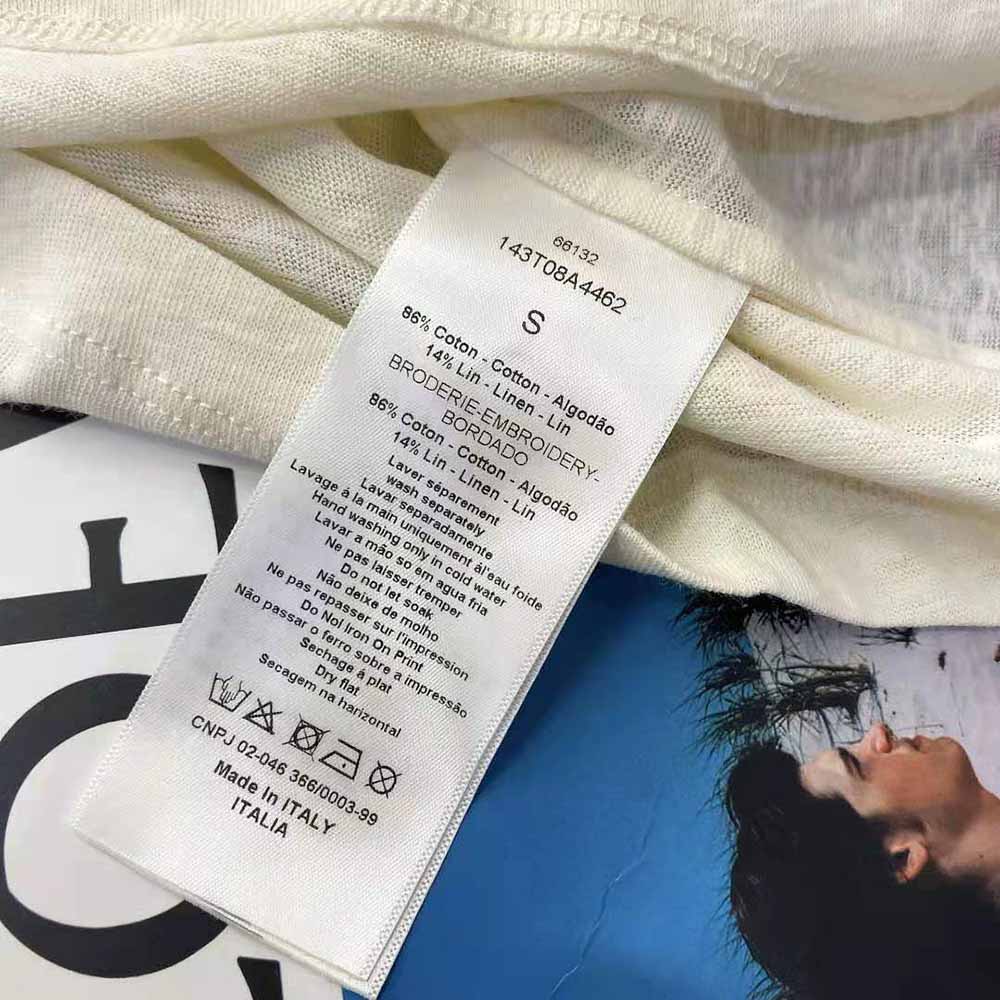 66132
143T08A4462
S
86% Coton - Cotton - Algodão
14% Lin - Linen - Lin
BRODERIE-EMBROIDERY-
BORDADO
86% Coton - Cotton - Algodão
14% Lin - Linen - Lin
Laver séparement
wash separately
Lavar separadamente
Lavage á la main uniquement àl'eau foide
Hand washing only in cold water
Lavar a mão so em agua fria
Ne pas laisser tremper
Do not let soak
Não deixe de molho
Ne pas repasser sur l'impression
Do Nol Iron On Print
Não passar o ferro sobre a impressão
Sechage à plat
Dry flat
Secagem na horizontal
CNPJ 02-046 366/0003-99
Made In ITALY
ITALIA